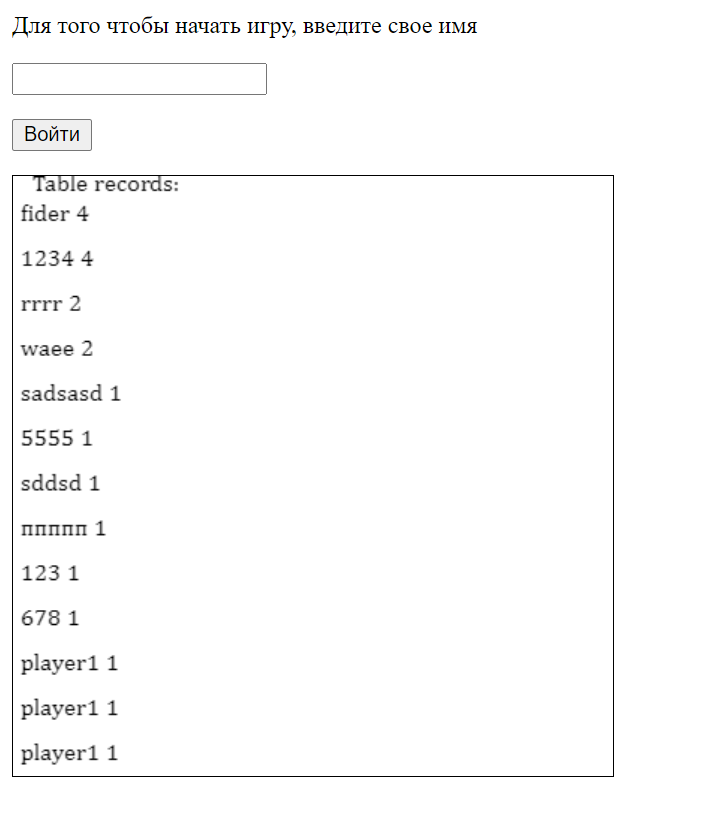 Для того чтобы начать игру, введите свое имя
Войти
Table records:
fider 4
1234 4
rrrr 2
waee 2
sadsasd 1
5555 1
sddsd 1
ппппп 1
123 1
678 1
player1 1
player1 1
player1 1